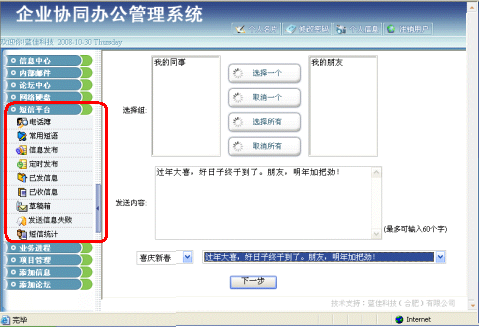 企业协同办公管理系统
个人名片 修改密码 个人信息 注销用户
欢迎你!蓝佳科技 2008-10-30 Thursday
信息中心
内部邮件
论坛中心
网络硬盘
短信平台
电话簿
常用短语
信息发布
定时发布
已发信息
已收信息
草稿箱
发送信息失败
短信统计
业务进程
项目管理
添加信息
添加论坛
选择组:
我的同事
选择一个
取消一个
选择所有
取消所有
我的朋友
发送内容:
过年大喜，好日子终于到了。朋友，明年加把劲!
(最多可输入60个字)
喜庆新春
过年大喜，好日子终于到了。朋友，明年加把劲!
下一步
技术支持：蓝佳科技（合肥）有限公司
完毕
Internet